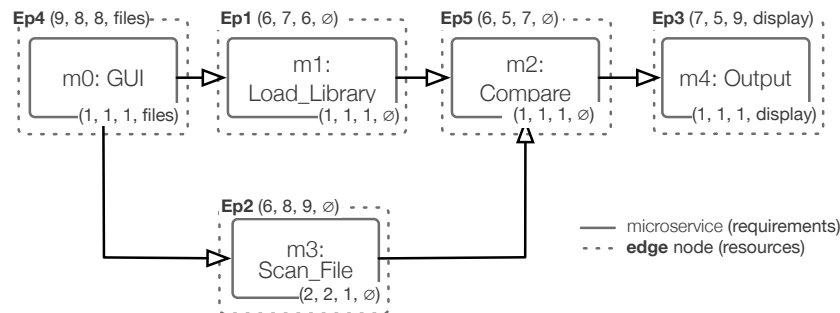 Ep4 (9, 8, 8, files)
m0: GUI
(1, 1, 1, files)
Ep1 (6, 7, 6, ∅)
m1:
Load_Library
(1, 1, 1, ∅)
Ep5 (6, 5, 7, ∅)
m2:
Compare
(1, 1, 1, ∅)
Ep3 (7, 5, 9, display)
m4: Output
(1, 1, 1, display)
Ep2 (6, 8, 9, ∅)
m3:
Scan_File
(2, 2, 1, ∅)
microservice (requirements)
edge node (resources)